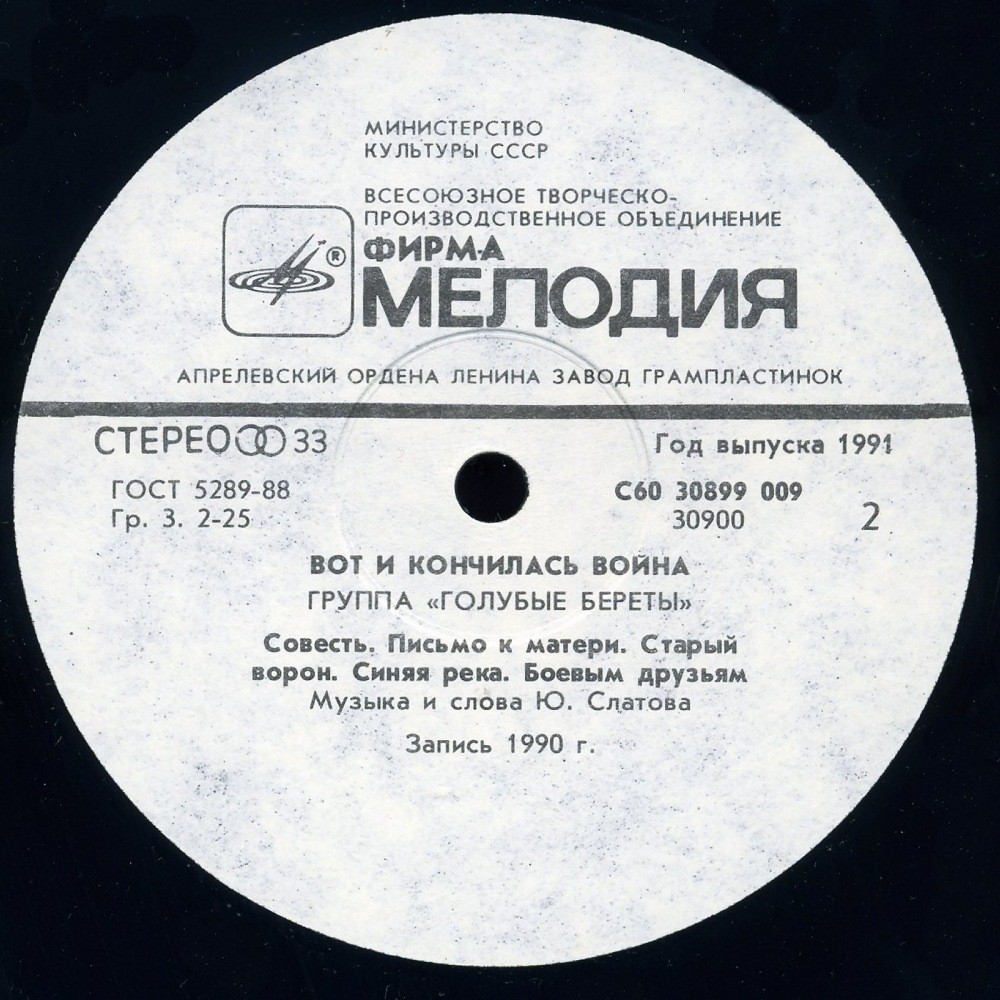 МИНИСТЕРСТВО
КУЛЬТУРЫ СССР
ВСЕСОЮЗНОЕ ТВОРЧЕСКО-
ПРОИЗВОДСТВЕННОЕ ОБЪЕДИНЕНИЕ
ФИРМА
®
МЕЛОДИЯ
АПРЕЛЕВСКИЙ ОРДЕНА ЛЕНИНА ЗАВОД ГРАМПЛАСТИНОК
СТЕРЕО 33 Год выпуска 1991
ГОСТ 5289-88 С60 30899 009
Гр. 3. 2-25 30900 2
ВОТ И КОНЧИЛАСЬ ВОЙНА
ГРУППА «ГОЛУБЫЕ БЕРЕТЫ»
Совесть. Письмо к матери. Старый
ворон. Синяя река. Боевым друзьям
Музыка и слова Ю. Слатова
Запись 1990 г.